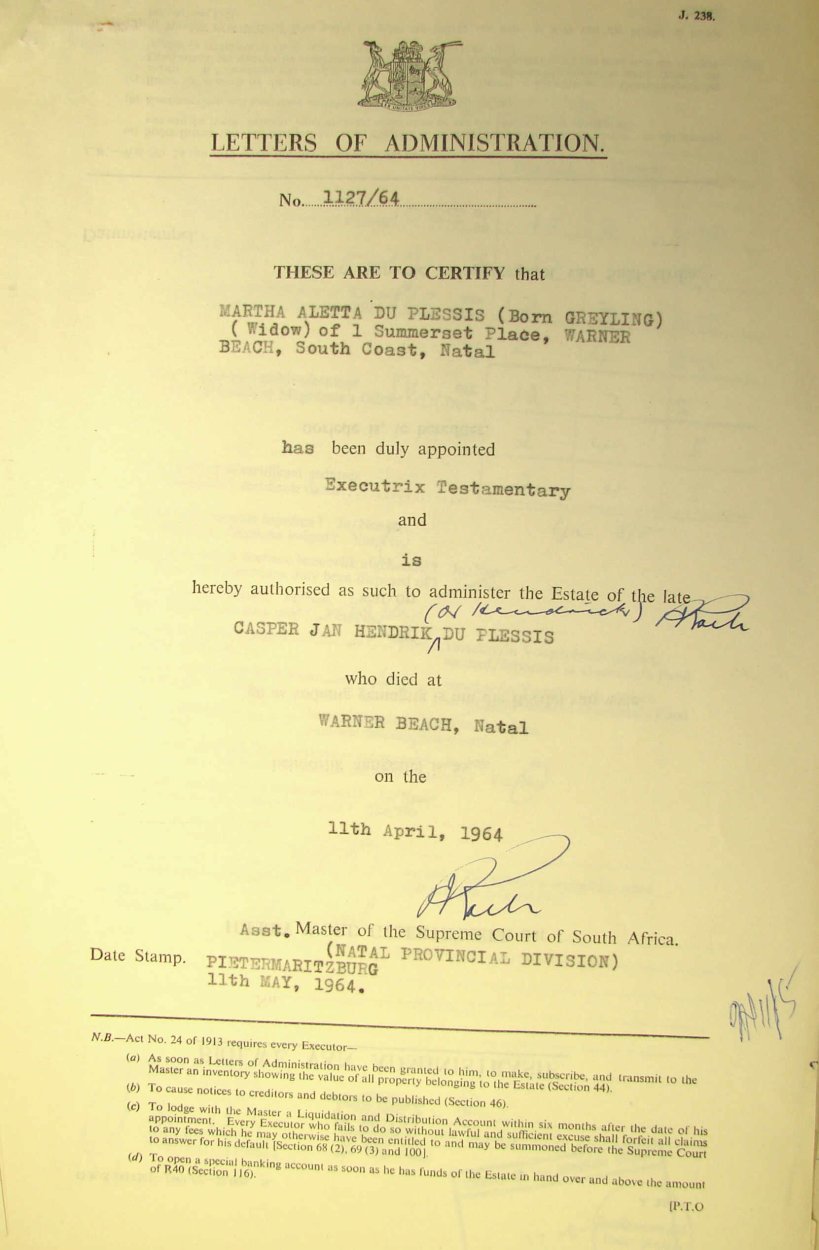 J. 238.
LETTERS OF ADMINISTRATION.
No. 1127/64
THESE ARE TO CERTIFY that
MARTHA ALETTA DU PLESSIS (Born GREYLING)
(Widow) of 1 Summerset Place, WARNER
BEACH, South Coast, Natal
has been duly appointed
Executrix Testamentary
and
is
hereby authorised as such to administer the Estate of the late
(or Hendrick)
CASPER JAN HENDRIK DU PLESSIS
who died at
WARNER BEACH, Natal
on the
11th April, 1964
Asst. Master of the Supreme Court of South Africa.
(NATAL PROVINCIAL DIVISION)
Date Stamp. PIETERMARITZBURG
11th MAY, 1964.
N.B.—Act No. 24 of 1913 requires every Executor—
(a) As soon as Letters of Administration have been granted to him, to make, subscribe, and transmit to the
Master an inventory showing the value of all property belonging to the Estate (Section 44).
(b) To cause notices to creditors and debtors to be published (Section 46).
(c) To lodge with the Master a Liquidation and Distribution Account within six months after the date of his
appointment. Every Executor who fails to do so without lawful and sufficient excuse shall forfeit all claims
to any fees which he may otherwise have been entitled to and may be summoned before the Supreme Court
to answer for his default [Section 68 (2), 69 (3) and 100].
(d) To open a special banking account as soon as he has funds of the Estate in hand over and above the amount
of R40 (Section 116).
[P.T.O